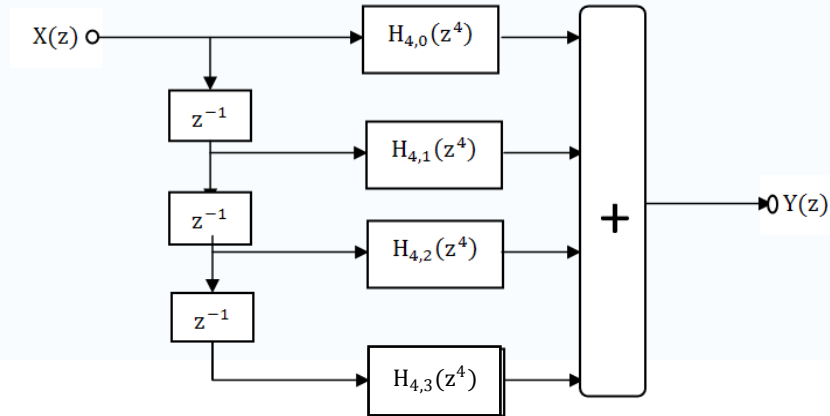 X(z)
H₄,₀(z⁴)
z⁻¹
H₄,₁(z⁴)
z⁻¹
+
Y(z)
H₄,₂(z⁴)
z⁻¹
H₄,₃(z⁴)